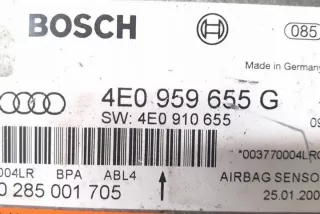 BOSCH
085
Made in Germany
4E0 959 655 G
SW: 4E0 910 655
09
004LR BPA ABL4
*003770004LR
0 285 001 705
AIRBAG SENSO
25.01.200